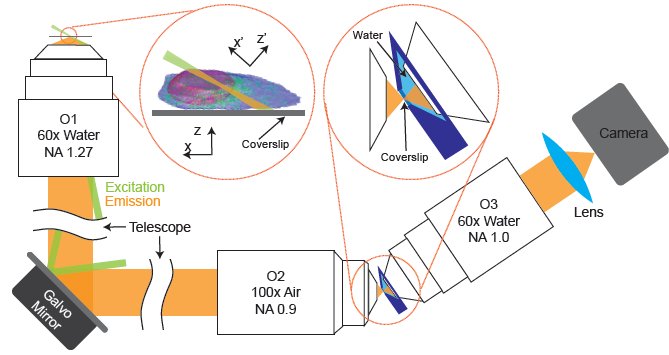 O1
60x Water
NA 1.27
X'
Z'
Z
X
Coverslip
Water
Coverslip
Excitation
Emission
Telescope
Galvo
Mirror
O2
100x Air
NA 0.9
O3
60x Water
NA 1.0
Lens
Camera